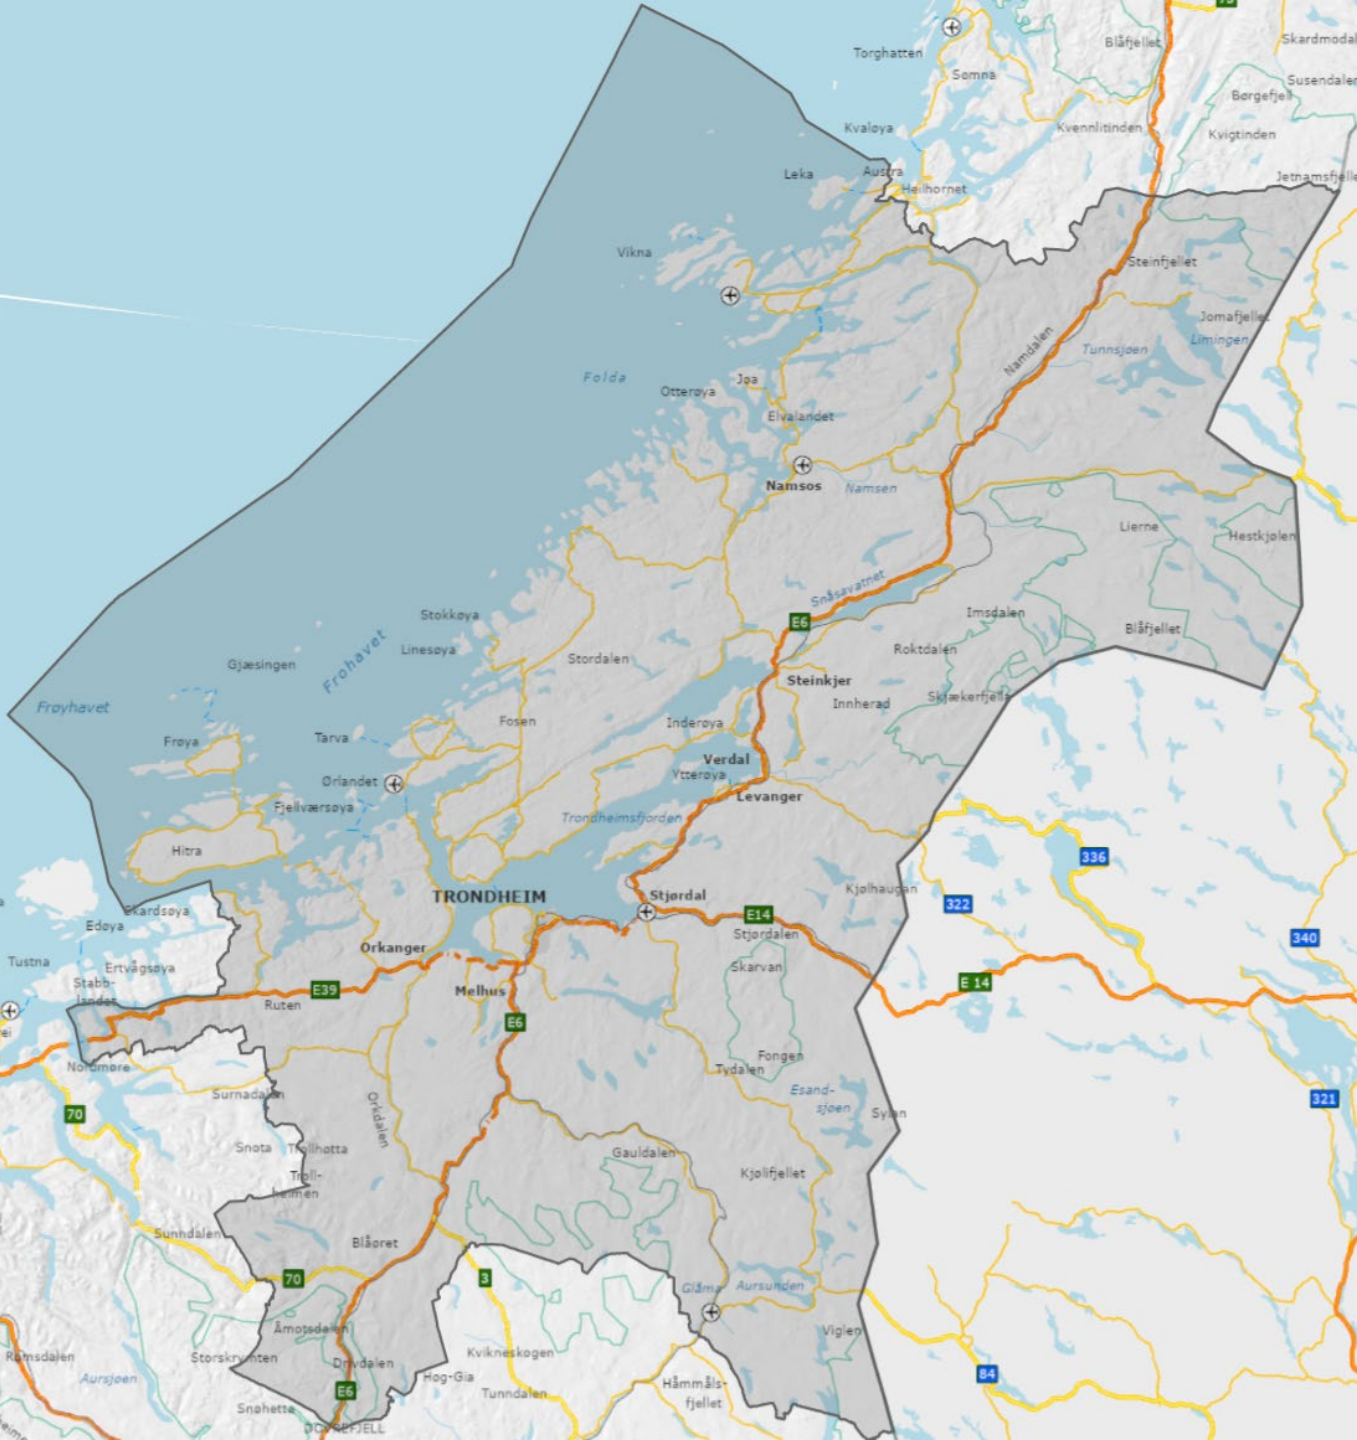 73
Blåfjellet
Skardmodal
Torghatten
Sømna
Susendalen
Børgefjell
Kvaløya
Kvennlitinden
Kvigtinden
Leka
Austra
Heilhornet
Jetnamsfjelle
Vikna
Steinfjellet
Jomafjellet
Limingen
Namdalen
Tunnsjøen
Folda
Otterøya
Jøa
Elvalandet
Namsos
Namsen
Lierne
Hestkjølen
Snåsavatnet
Stokkøya
E6
Imsdalen
Blåfjellet
Linesøya
Roktdalen
Gjæsingen
Frohavet
Stordalen
Steinkjer
Skjækerfjella
Innherad
Frøyhavet
Fosen
Inderøya
Frøya
Tarva
Verdal
Ytterøya
Ørlandet
Levanger
Fjellværsøya
Trondheimsfjorden
Hitra
336
TRONDHEIM
Stjørdal
Kjølhaugan
322
Skardsøya
E14
Edøya
Stjørdalen
340
Orkanger
Tustna
Ertvågsøya
Skarvan
Stabb-
landet
E39
Melhus
E 14
Ruten
E6
ei
Fongen
Nordmøre
Tydalen
Surnadalen
Esand-
sjøen
321
70
Orkdalen
Sylan
Snota
Trollhøtta
Gauldalen
Troll-
heimen
Kjølifjellet
Sunndalen
Blåøret
70
3
Glåma
Aursunden
Åmotsdalen
Viglen
Romsdalen
Storskrymten
Drivdalen
Kvikneskogen
Aursjøen
Høg-Gia
84
E6
Tunndalen
Håmmåls-
fjellet
Snøhetta
DOVREFJELL